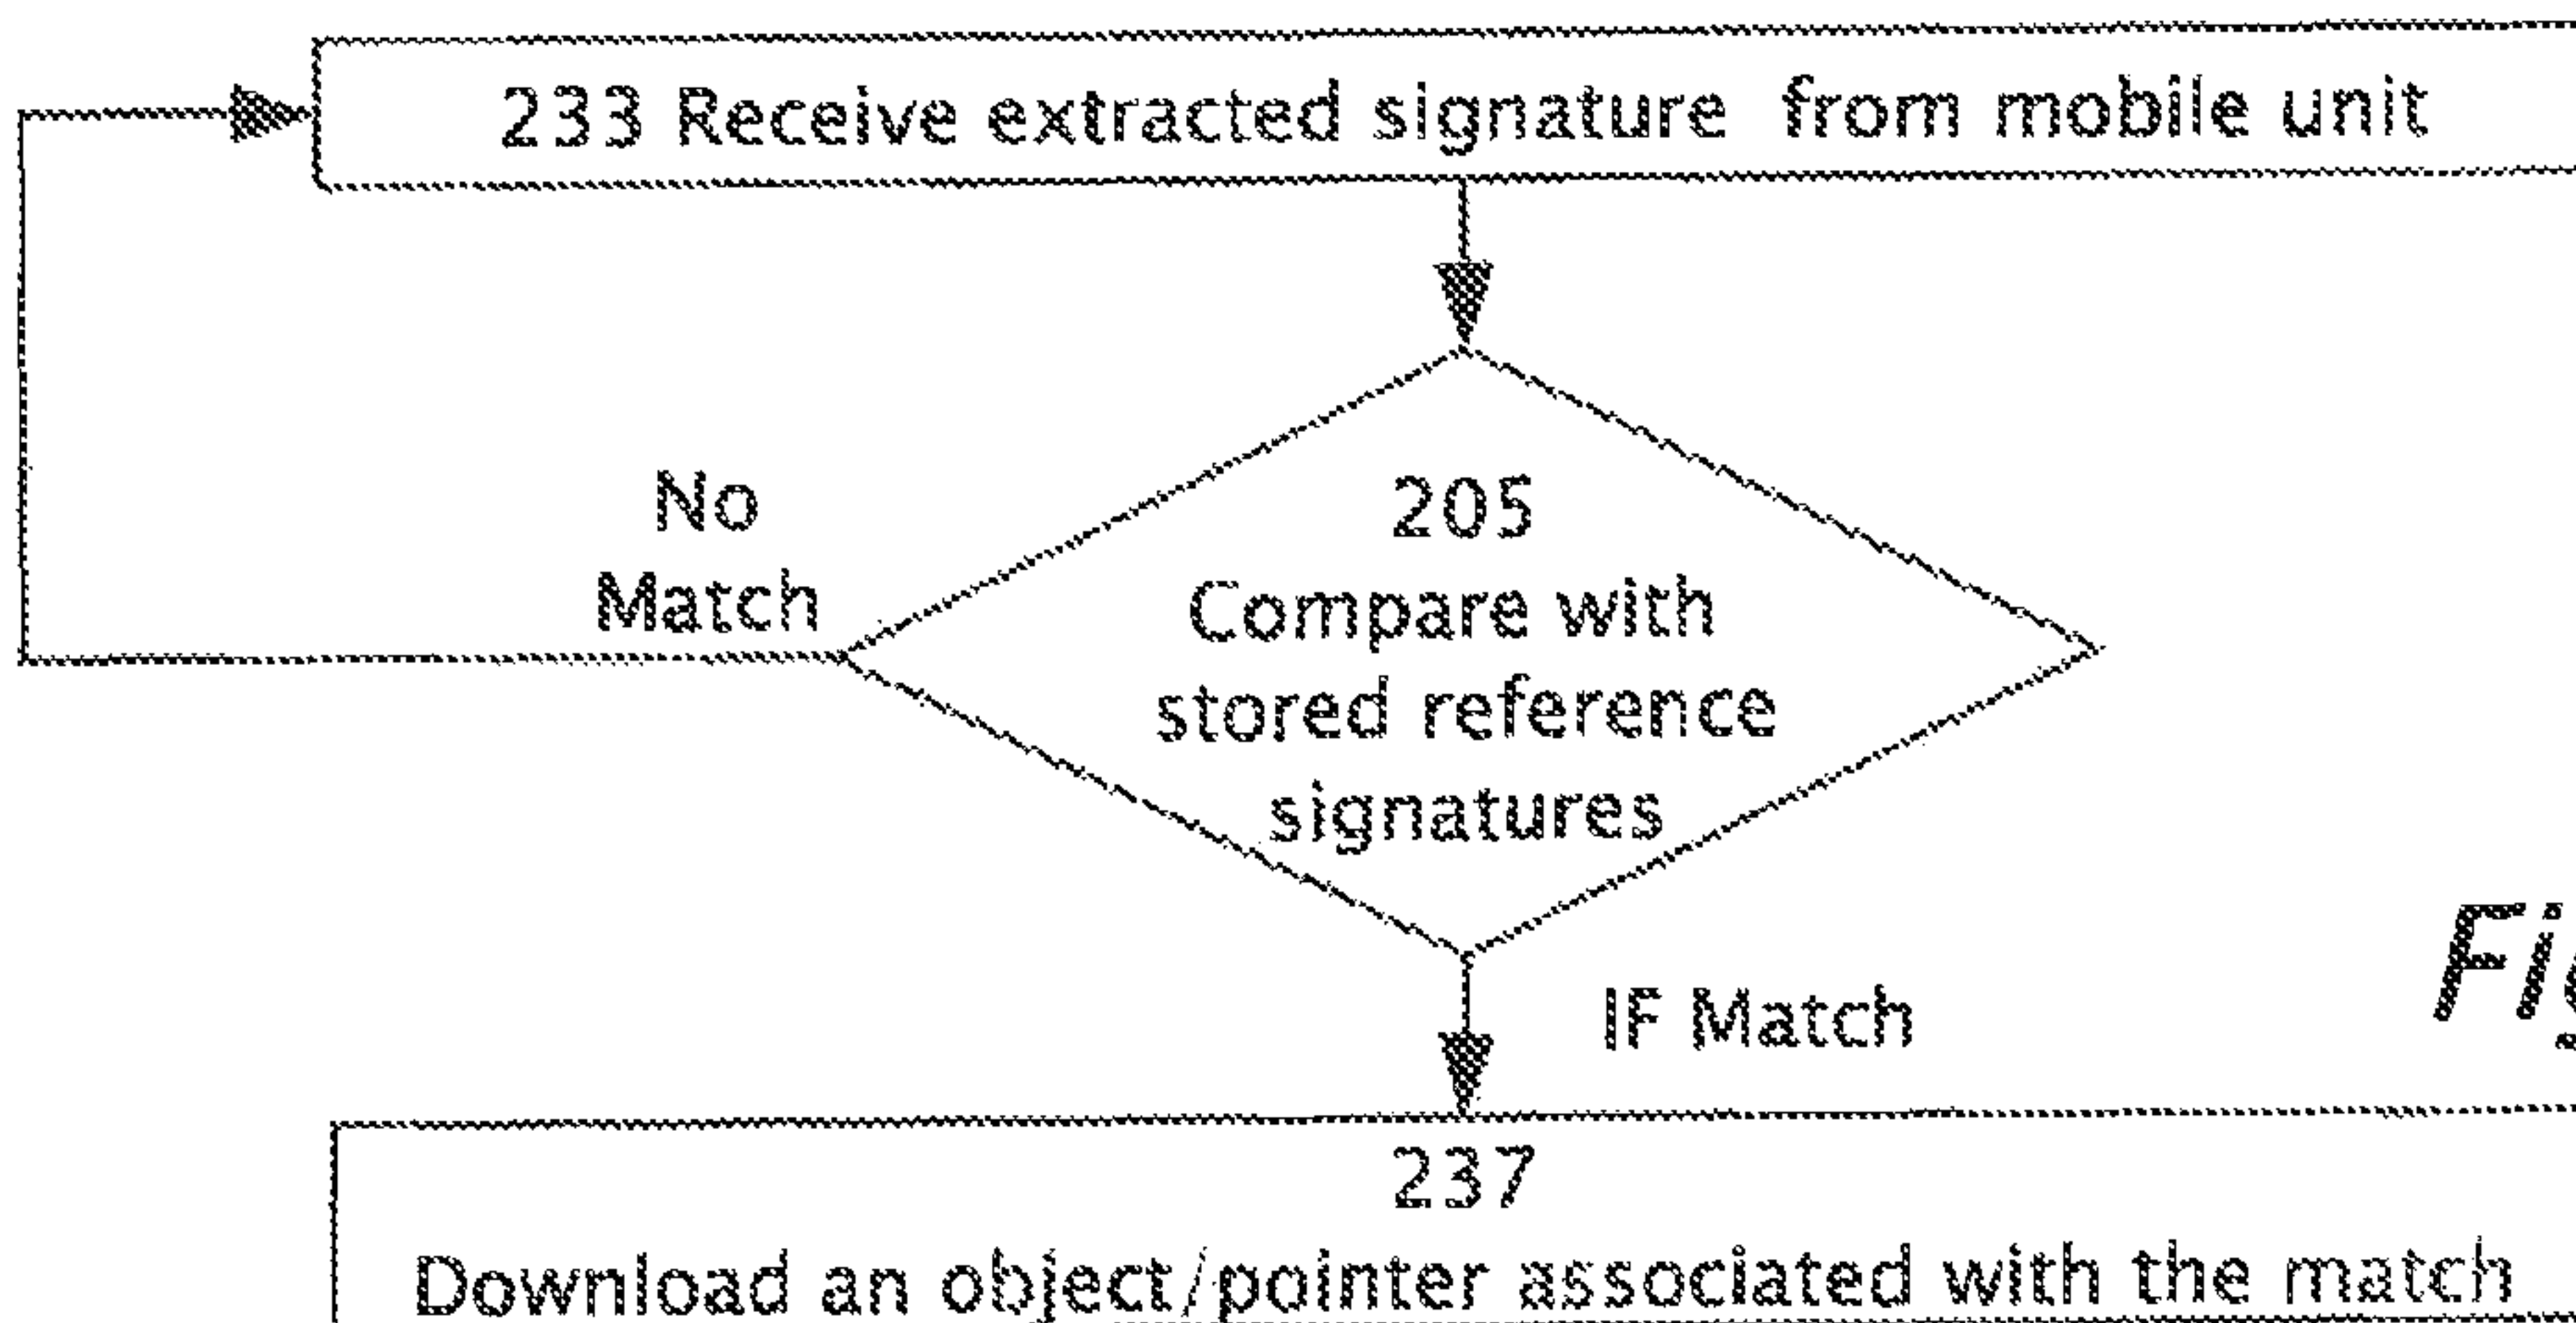 233 Receive extracted signature from mobile unit
No
Match
205
Compare with
stored reference
signatures
IF Match
237
Download an object/pointer associated with the match